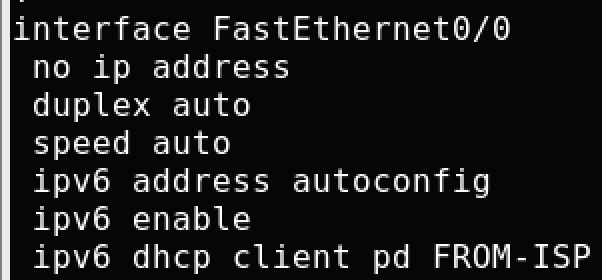 interface FastEthernet0/0
 no ip address
 duplex auto
 speed auto
 ipv6 address autoconfig
 ipv6 enable
 ipv6 dhcp client pd FROM-ISP